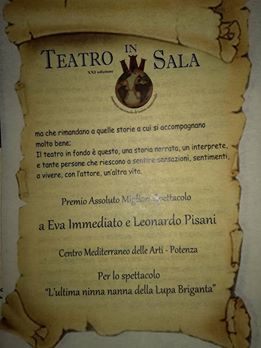 TEATRO IN SALA
XXI edizione
ma che rimandano a quelle storie a cui si accompagnano
molto bene;
Il teatro in fondo è questo, una storia narrata, un interprete,
e tante persone che riescono a sentire sensazioni, sentimenti,
a vivere, con l'attore, un'altra vita.
Premio Assoluto Miglior Spettacolo
a Eva Immediato e Leonardo Pisani
Centro Mediterraneo delle Arti - Potenza
Per lo spettacolo
"L'ultima ninna nanna della Lupa Briganta"